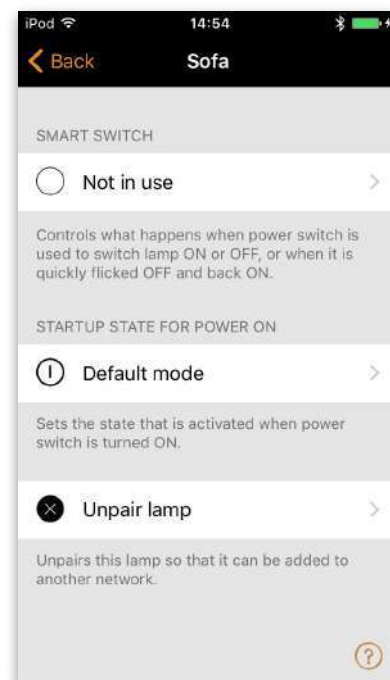 iPod 14:54
Back Sofa
SMART SWITCH
Not in use
Controls what happens when power switch is
used to switch lamp ON or OFF, or when it is
quickly flicked OFF and back ON.
STARTUP STATE FOR POWER ON
Default mode
Sets the state that is activated when power
switch is turned ON.
Unpair lamp
Unpairs this lamp so that it can be added to
another network.
?